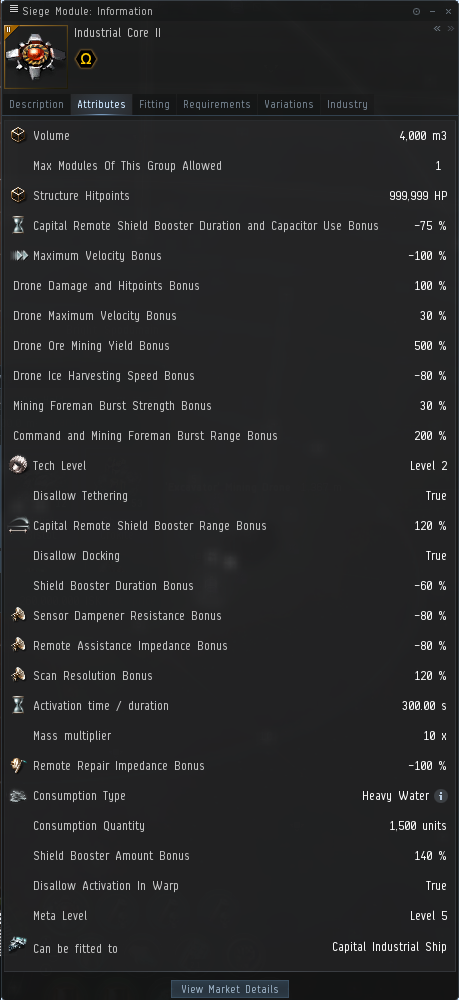 Siege Module: Information
Industrial Core II
II
Ω
Description Attributes Fitting Requirements Variations Industry
Volume 4,000 m3
Max Modules Of This Group Allowed 1
Structure Hitpoints 999,999 HP
Capital Remote Shield Booster Duration and Capacitor Use Bonus -75 %
Maximum Velocity Bonus -100 %
Drone Damage and Hitpoints Bonus 100 %
Drone Maximum Velocity Bonus 30 %
Drone Ore Mining Yield Bonus 500 %
Drone Ice Harvesting Speed Bonus -80 %
Mining Foreman Burst Strength Bonus 30 %
Command and Mining Foreman Burst Range Bonus 200 %
Tech Level Level 2
Disallow Tethering True
Capital Remote Shield Booster Range Bonus 120 %
Disallow Docking True
Shield Booster Duration Bonus -60 %
Sensor Dampener Resistance Bonus -80 %
Remote Assistance Impedance Bonus -80 %
Scan Resolution Bonus 120 %
Activation time / duration 300.00 s
Mass multiplier 10 x
Remote Repair Impedance Bonus -100 %
Consumption Type Heavy Water i
Consumption Quantity 1,500 units
Shield Booster Amount Bonus 140 %
Disallow Activation In Warp True
Meta Level Level 5
Can be fitted to Capital Industrial Ship
View Market Details